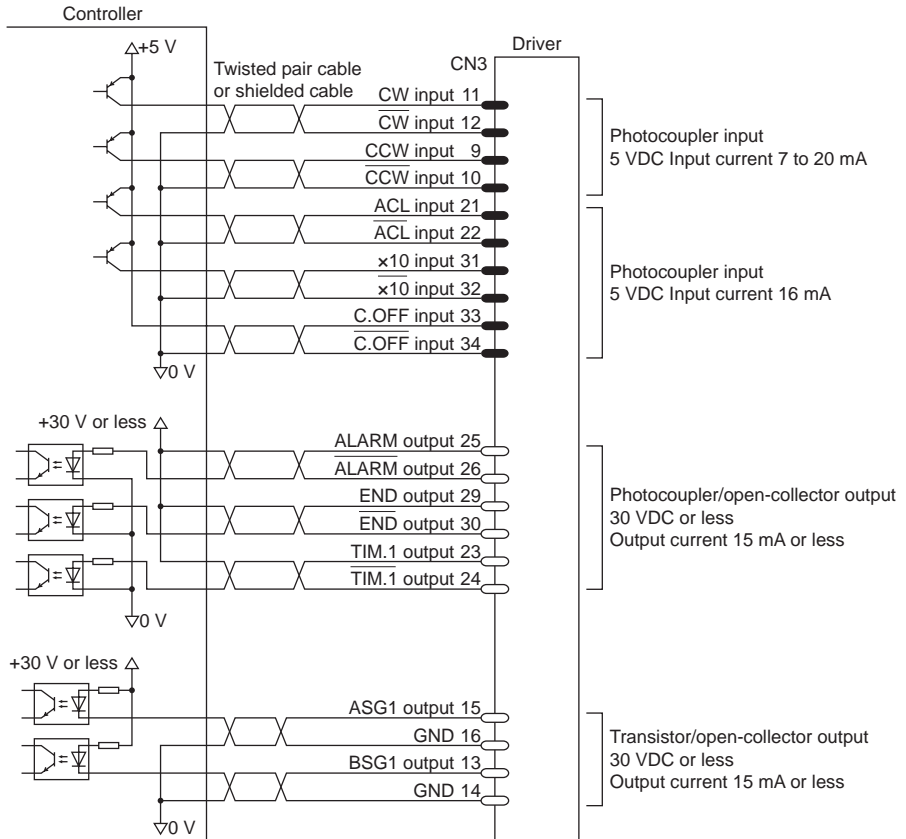 Controller
Driver
+5 V
CN3
Twisted pair cable
or shielded cable
CW input 11
CW input 12
CCW input 9
CCW input 10
Photocoupler input
5 VDC Input current 7 to 20 mA
ACL input 21
ACL input 22
×10 input 31
×10 input 32
C.OFF input 33
C.OFF input 34
Photocoupler input
5 VDC Input current 16 mA
0 V
+30 V or less
ALARM output 25
ALARM output 26
END output 29
END output 30
TIM.1 output 23
TIM.1 output 24
Photocoupler/open-collector output
30 VDC or less
Output current 15 mA or less
0 V
+30 V or less
ASG1 output 15
GND 16
BSG1 output 13
GND 14
Transistor/open-collector output
30 VDC or less
Output current 15 mA or less
0 V